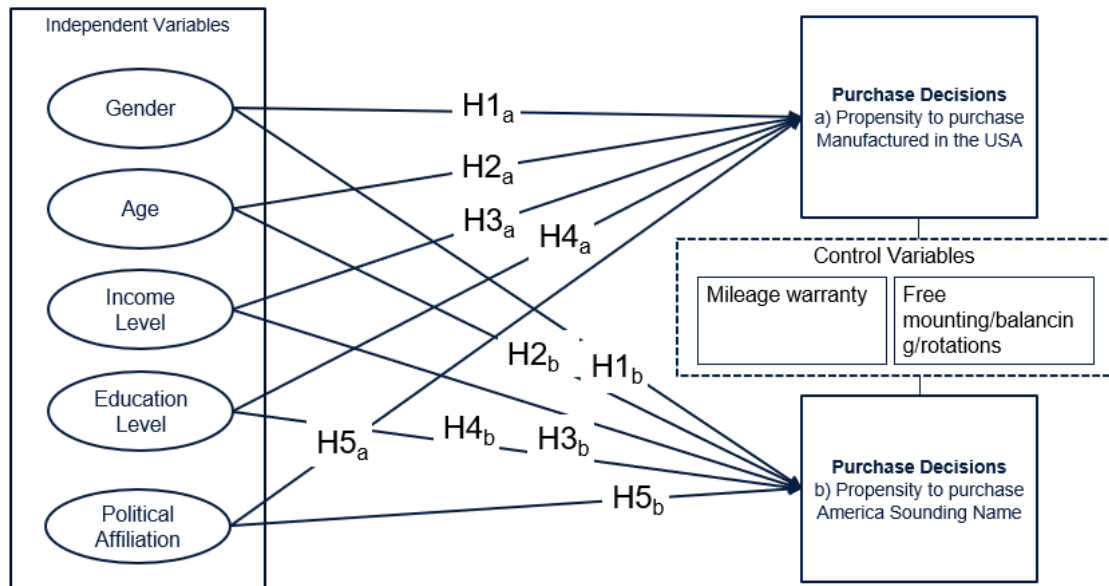 Independent Variables
Gender
Age
Income
Level
Education
Level
Political
Affiliation
H1a
H2a
H3a
H4a
H5a
H2b
H1b
H4b
H3b
H5b
Purchase Decisions
a) Propensity to purchase
Manufactured in the USA
Control Variables
Mileage warranty
Free
mounting/balancin
g/rotations
Purchase Decisions
b) Propensity to purchase
America Sounding Name